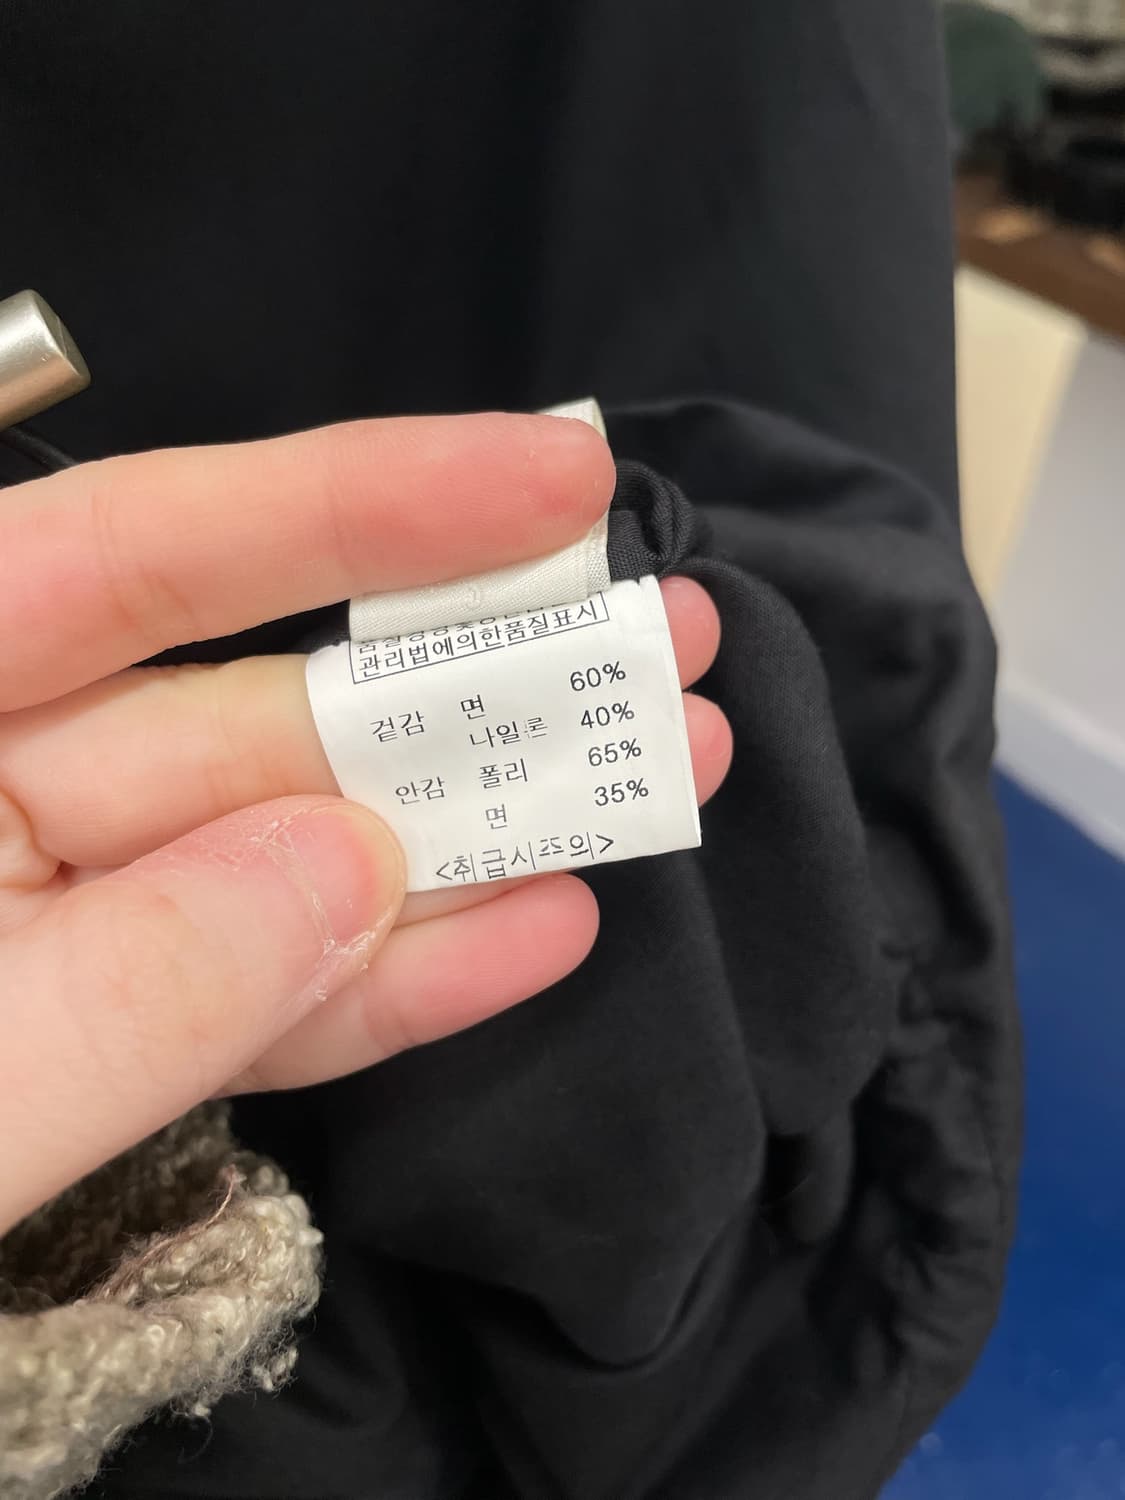 관리법에의한품질표시
겉감 면 60%
나일론 40%
안감 폴리 65%
면 35%
<취급시주의>